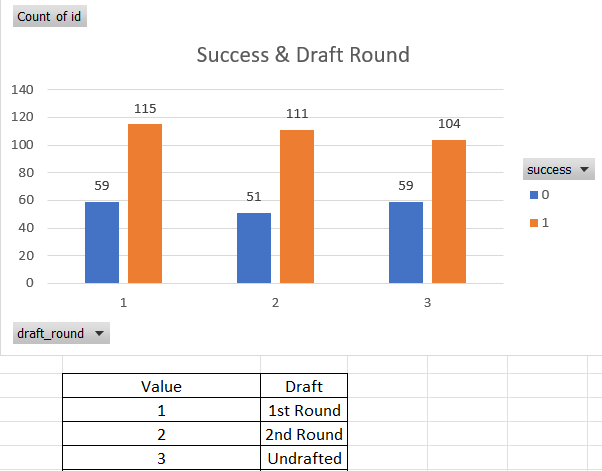 Count of id
Success & Draft Round
140
120
100
80
60
40
20
0
115
111
104
59
51
59
1 2 3
success
0
1
draft_round
Value Draft
1 1st Round
2 2nd Round
3 Undrafted